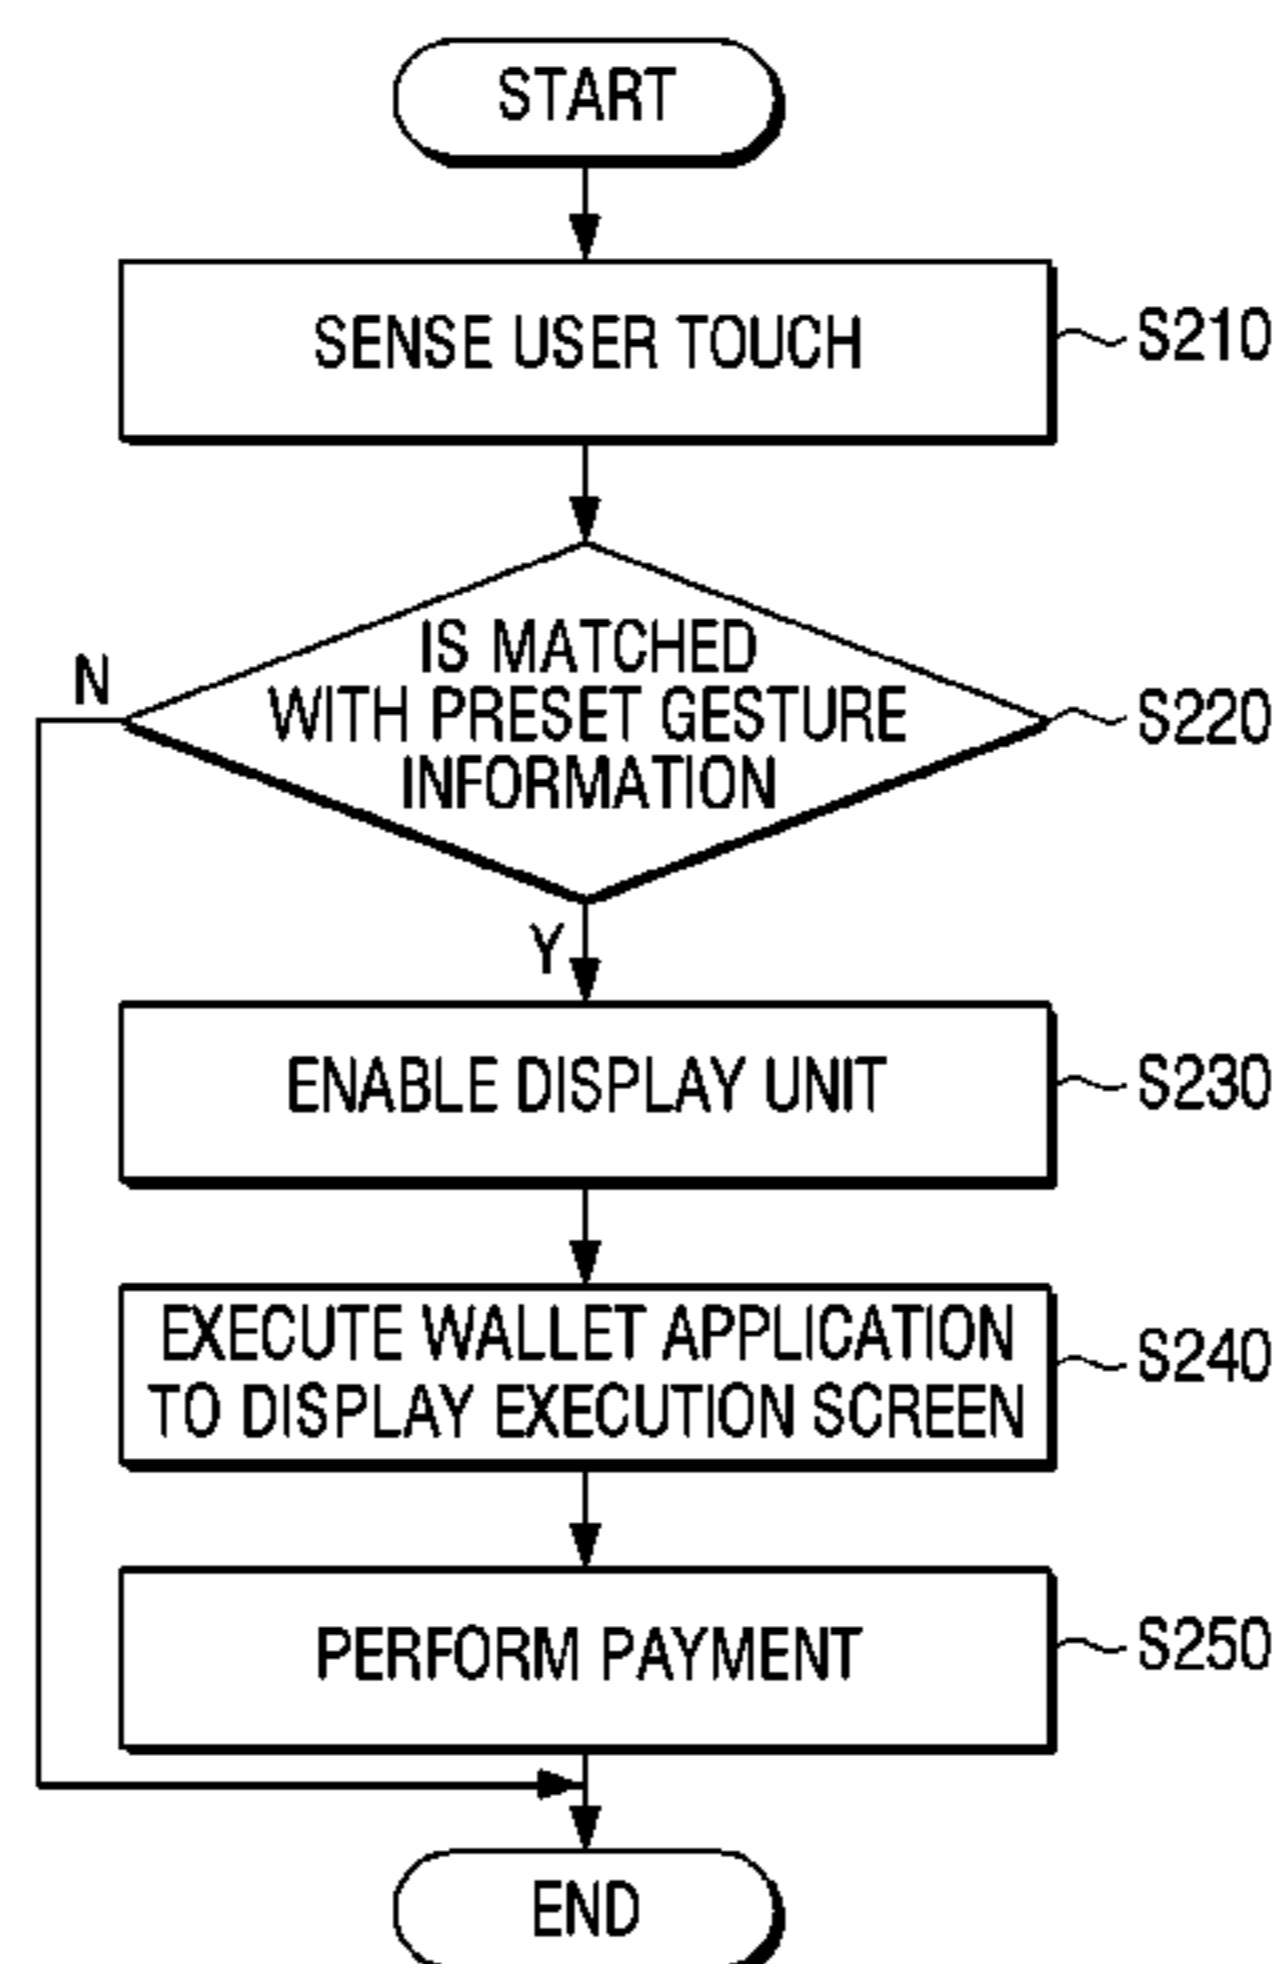 START
SENSE USER TOUCH
S210
IS MATCHED
WITH PRESET GESTURE
INFORMATION
N
S220
Y
ENABLE DISPLAY UNIT
S230
EXECUTE WALLET APPLICATION
TO DISPLAY EXECUTION SCREEN
S240
PERFORM PAYMENT
S250
END